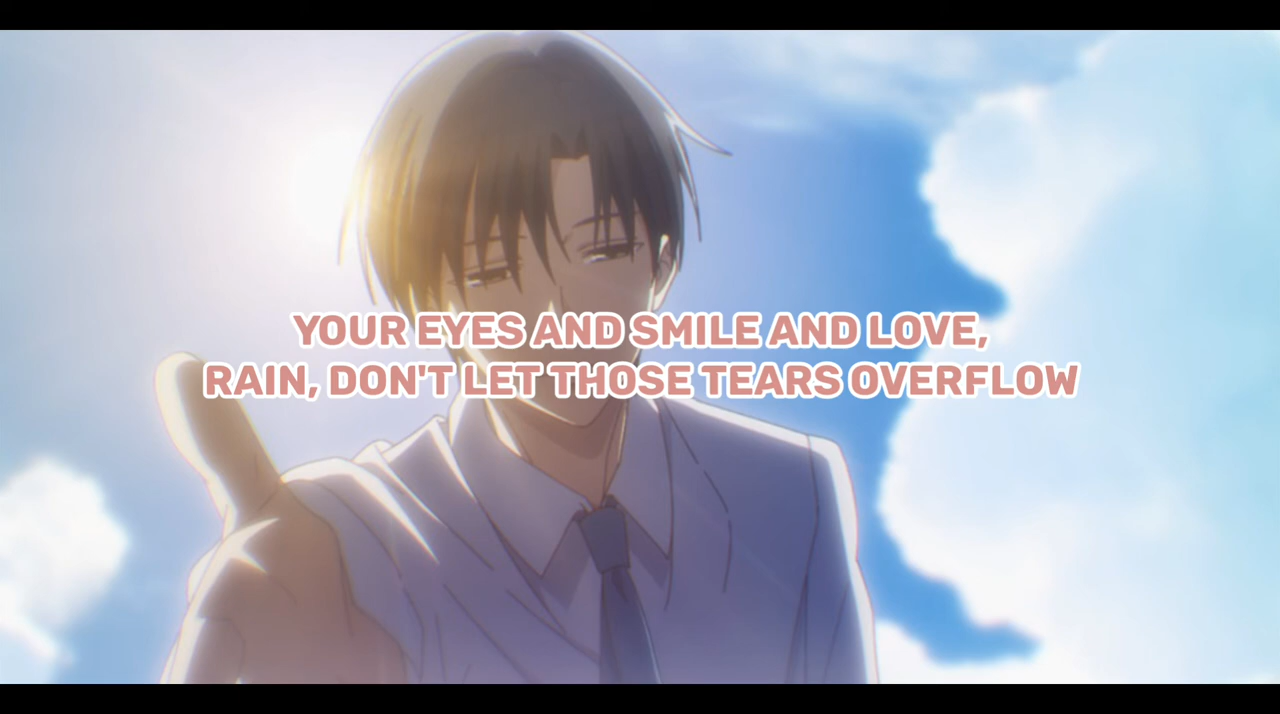 YOUR EYES AND SMILE AND LOVE,
RAIN, DON'T LET THOSE TEARS OVERFLOW